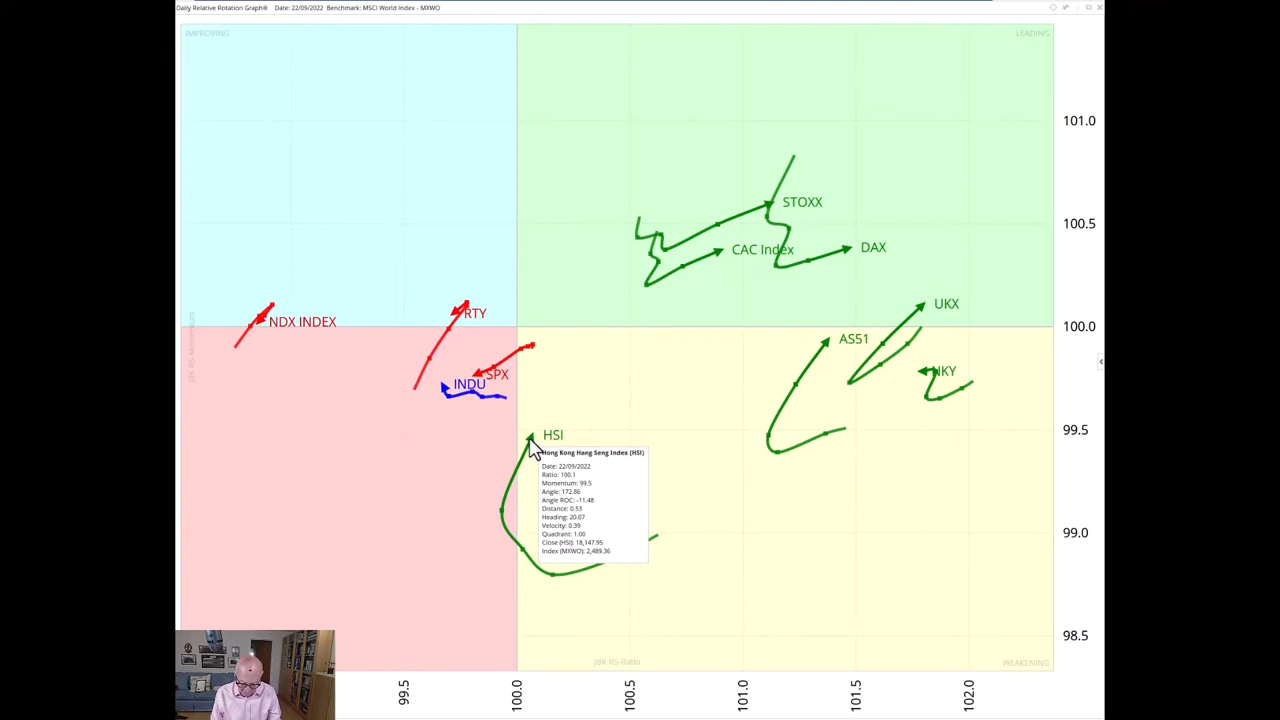 Daily Relative Rotation Graph® Date: 22/09/2022 Benchmark: MSCI World Index - MXWO
IMPROVING
LEADING
101.0
STOXX
100.5
CAC Index
DAX
UKX
RTY
NDX INDEX
100.0
JdK RS-Momentum
AS51
SPX
NKY
INDU
HSI
99.5
Hong Kong Hang Seng Index (HSI)
Date: 22/09/2022
Ratio: 100.1
Momentum: 99.5
Angle: 172.86
Angle ROC: -11.48
Distance: 0.53
Heading: 20.07
Velocity: 0.39
Quadrant: 1.00
Close (HSI): 18,147.95
Index (MXWO): 2,489.36
99.0
98.5
JdK RS-Ratio
WEAKENING
99.5
100.0
100.5
101.0
101.5
102.0